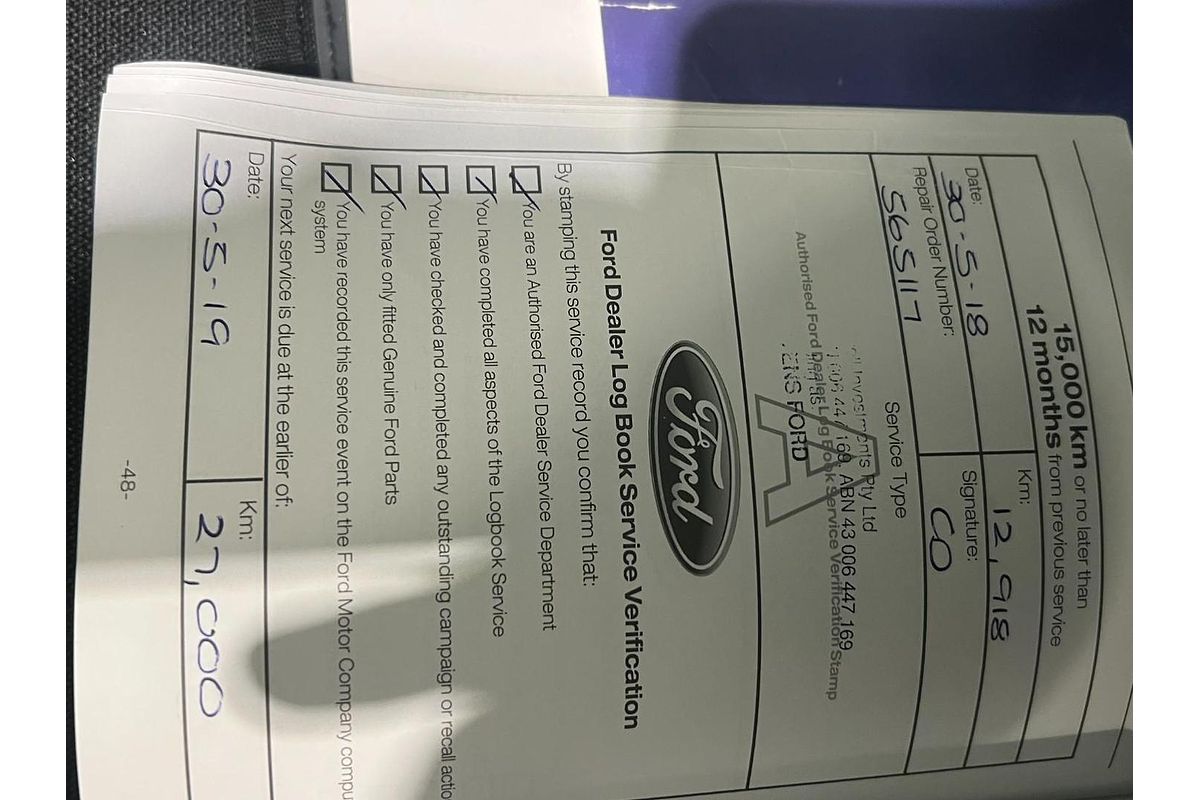 15,000 km or no later than
12 months from previous service
Date:
30-5-18
Km:
12,918
Repair Order Number:
565117
Signature:
CO
Service Type
A
Pty Ltd
169, ABN 43 006 447 169
FORD
Authorised Ford Dealer Log Book Service Verification Stamp
Ford
Ford Dealer Log Book Service Verification
By stamping this service record you confirm that:
You are an Authorised Ford Dealer Service Department
You have completed all aspects of the Logbook Service
You have checked and completed any outstanding campaign or recall actio
You have only fitted Genuine Ford Parts
You have recorded this service event on the Ford Motor Company compu
system
Your next service is due at the earlier of:
Date:
30-5-19
Km:
27,000
-48-